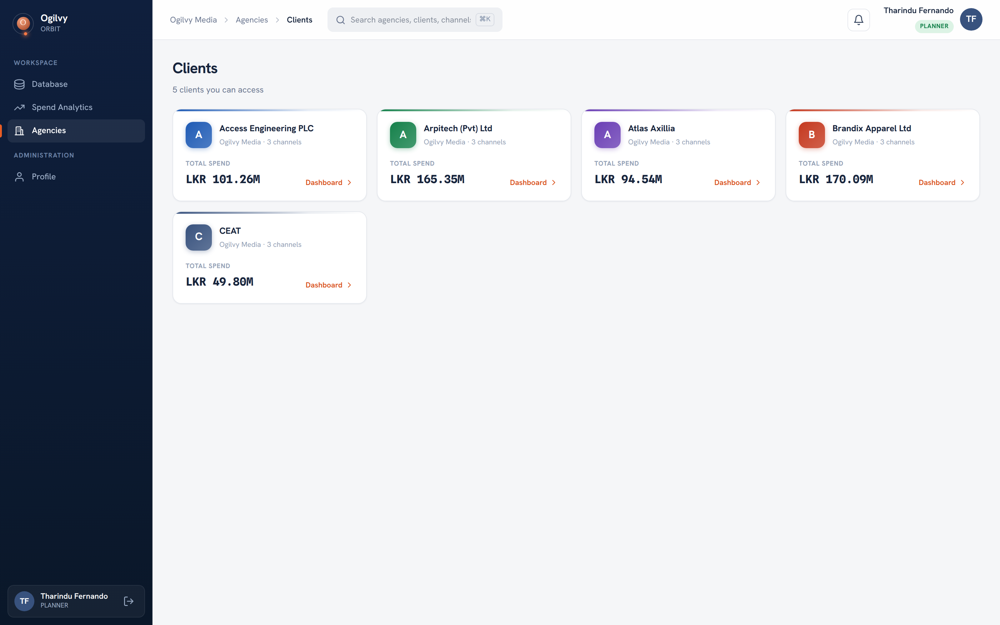 O
Ogilvy
ORBIT
WORKSPACE
Database
Spend Analytics
Agencies
ADMINISTRATION
Profile
TF
Tharindu Fernando
PLANNER
Ogilvy Media
Agencies
Clients
Search agencies, clients, channels
⌘K
Tharindu Fernando
PLANNER
TF
Clients
5 clients you can access
A
Access Engineering PLC
Ogilvy Media · 3 channels
TOTAL SPEND
LKR 101.26M
Dashboard
A
Arpitech (Pvt) Ltd
Ogilvy Media · 3 channels
TOTAL SPEND
LKR 165.35M
Dashboard
A
Atlas Axillia
Ogilvy Media · 3 channels
TOTAL SPEND
LKR 94.54M
Dashboard
B
Brandix Apparel Ltd
Ogilvy Media · 3 channels
TOTAL SPEND
LKR 170.09M
Dashboard
C
CEAT
Ogilvy Media · 3 channels
TOTAL SPEND
LKR 49.80M
Dashboard